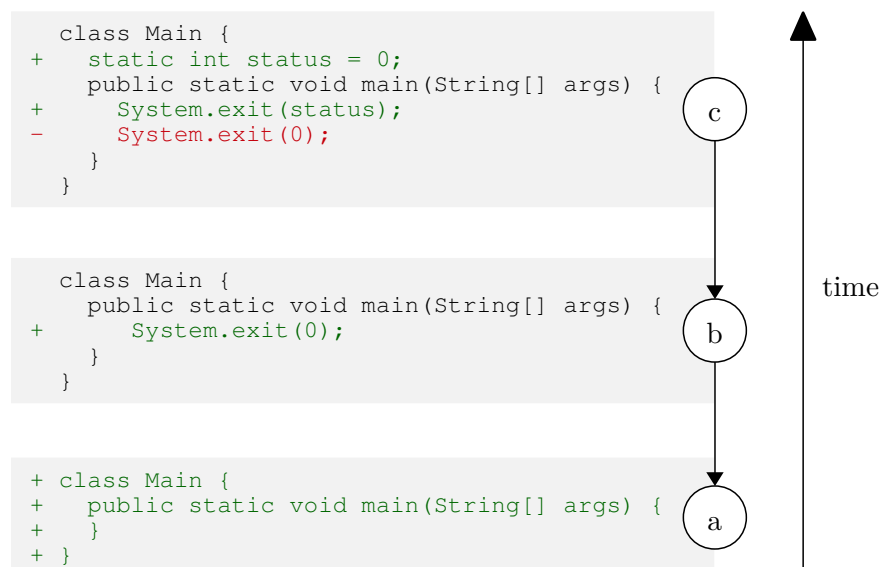 class Main {
+   static int status = 0;
    public static void main(String[] args) {
+     System.exit(status);
-     System.exit(0);
    }
  }
c
  class Main {
    public static void main(String[] args) {
+      System.exit(0);
    }
  }
b
time
+ class Main {
+   public static void main(String[] args) {
+   }
+ }
a